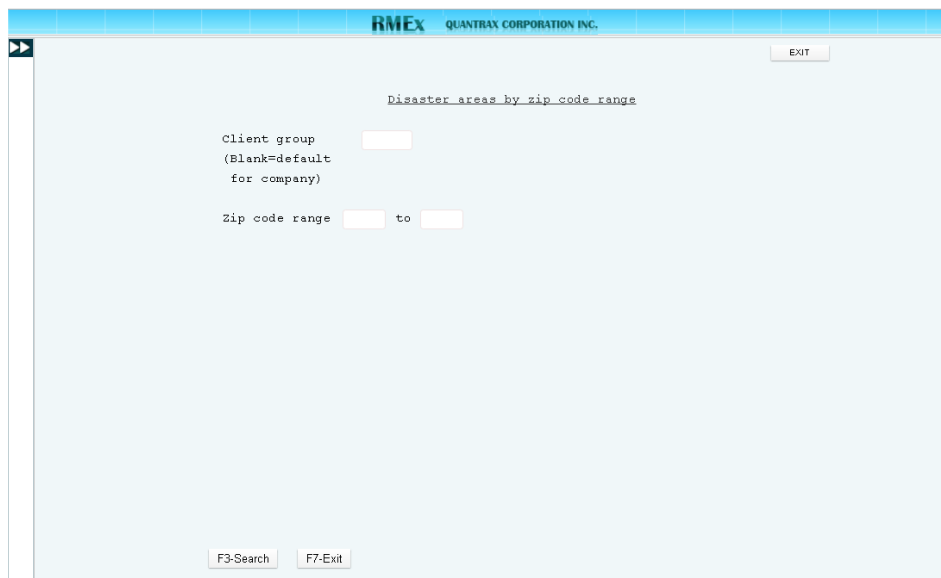 RMEx QUANTRAX CORPORATION INC.
EXIT
Disaster areas by zip code range
Client group
(Blank=default
for company)
Zip code range to
F3-Search F7-Exit